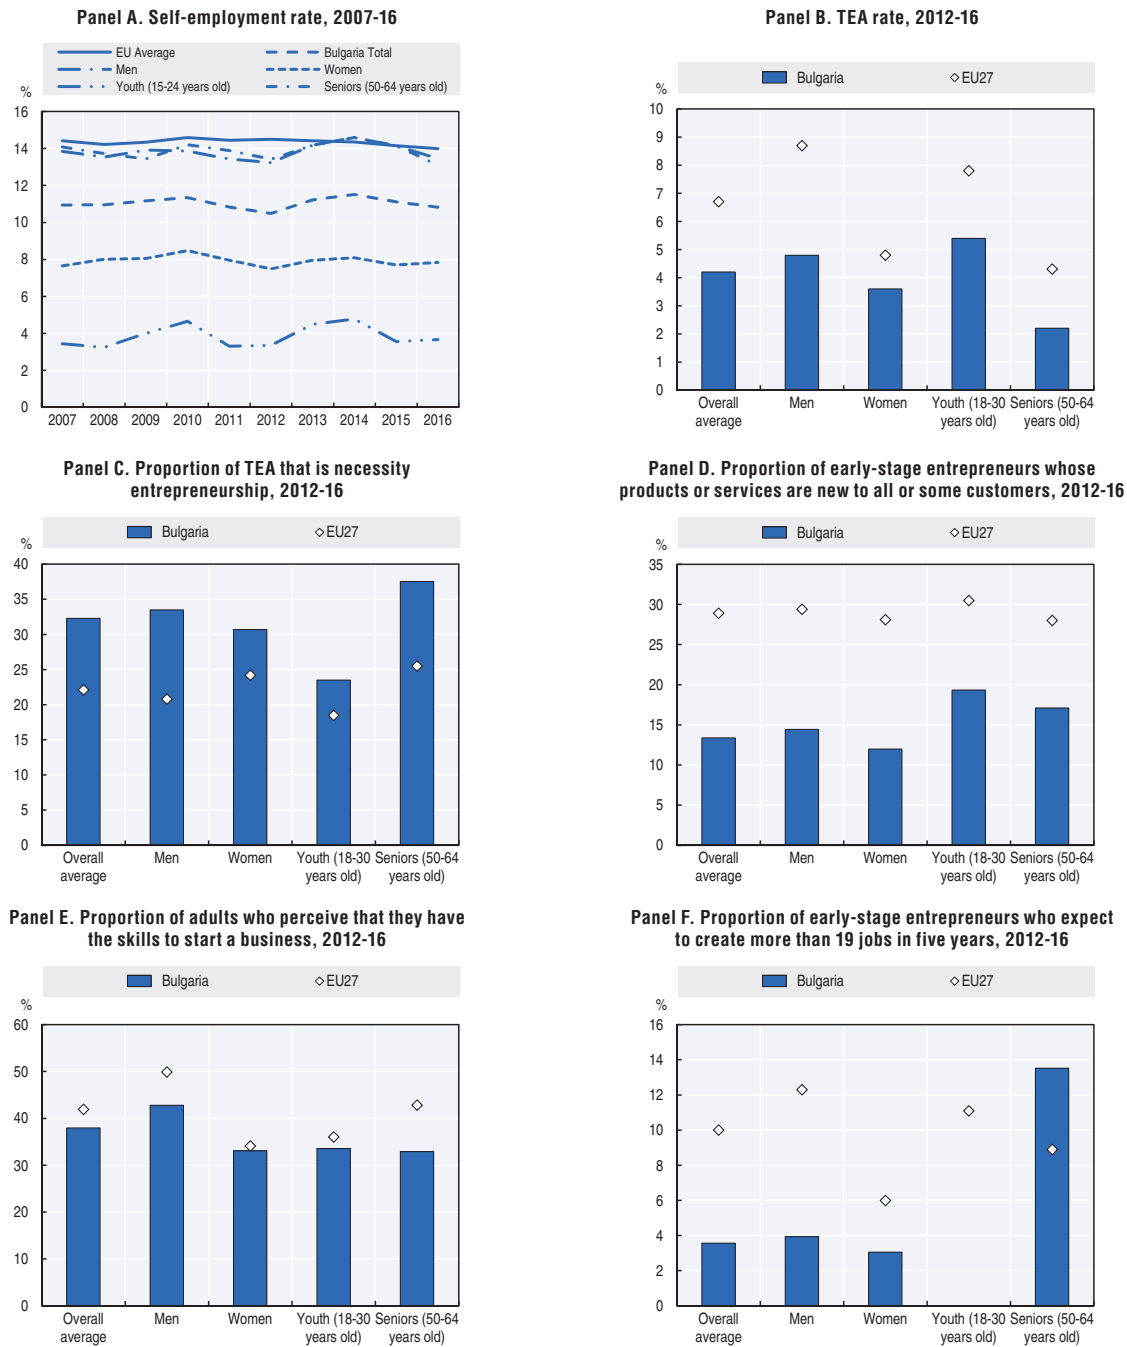 Panel A. Self-employment rate, 2007-16
EU Average
Bulgaria Total
Men
Women
Youth (15-24 years old)
Seniors (50-64 years old)
%
16
14
12
10
8
6
4
2
0
2007 2008 2009 2010 2011 2012 2013 2014 2015 2016
Panel B. TEA rate, 2012-16
Bulgaria
EU27
%
10
9
8
7
6
5
4
3
2
1
0
Overall Men Women Youth (18-30 Seniors (50-64
average years old) years old)
Panel C. Proportion of TEA that is necessity
entrepreneurship, 2012-16
Bulgaria
EU27
%
40
35
30
25
20
15
10
5
0
Overall Men Women Youth (18-30 Seniors (50-64
average years old) years old)
Panel D. Proportion of early-stage entrepreneurs whose
products or services are new to all or some customers, 2012-16
Bulgaria
EU27
%
35
30
25
20
15
10
5
0
Overall Men Women Youth (18-30 Seniors (50-64
average years old) years old)
Panel E. Proportion of adults who perceive that they have
the skills to start a business, 2012-16
Bulgaria
EU27
%
60
50
40
30
20
10
0
Overall Men Women Youth (18-30 Seniors (50-64
average years old) years old)
Panel F. Proportion of early-stage entrepreneurs who expect
to create more than 19 jobs in five years, 2012-16
Bulgaria
EU27
%
16
14
12
10
8
6
4
2
0
Overall Men Women Youth (18-30 Seniors (50-64
average years old) years old)